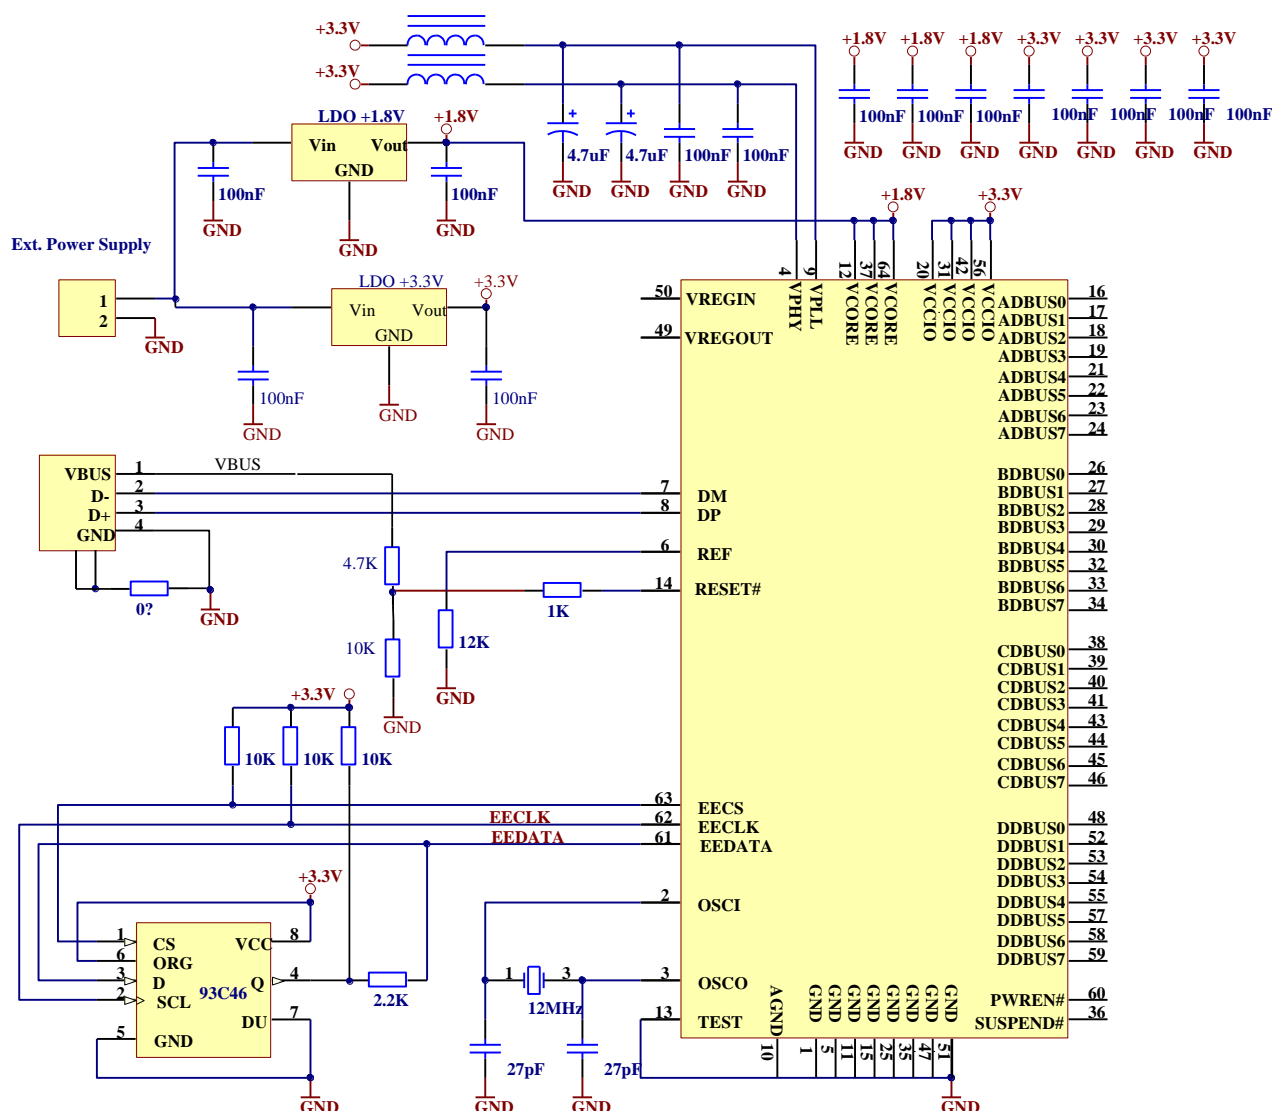 +3.3V
+3.3V
+1.8V +1.8V +1.8V +3.3V +3.3V +3.3V +3.3V
100nF 100nF 100nF 100nF 100nF 100nF 100nF
GND GND GND GND GND GND GND
LDO +1.8V
+1.8V
Vin Vout
GND
4.7uF 4.7uF 100nF 100nF
GND GND GND GND
100nF 100nF
GND GND GND
+1.8V +3.3V
Ext. Power Supply
1
2
GND
LDO +3.3V
+3.3V
Vin Vout
GND
100nF 100nF
GND GND GND
4 9 12 37 64 20 31 42 56
VPHY VPLL VCORE VCORE VCORE VCCIO VCCIO VCCIO VCCIO
50 VREGIN
49 VREGOUT
ADBUS0 16
ADBUS1 17
ADBUS2 18
ADBUS3 19
ADBUS4 21
ADBUS5 22
ADBUS6 23
ADBUS7 24
VBUS 1 VBUS
D- 2
D+ 3
GND 4
0?
GND
7 DM
8 DP
6 REF
14 RESET#
4.7K
1K
10K
12K
GND
GND
BDBUS0 26
BDBUS1 27
BDBUS2 28
BDBUS3 29
BDBUS4 30
BDBUS5 32
BDBUS6 33
BDBUS7 34
CDBUS0 38
CDBUS1 39
CDBUS2 40
CDBUS3 41
CDBUS4 43
CDBUS5 44
CDBUS6 45
CDBUS7 46
+3.3V
10K 10K 10K
63 EECS
EECLK 62 EECLK
EEDATA 61 EEDATA
DDBUS0 48
DDBUS1 52
DDBUS2 53
DDBUS3 54
DDBUS4 55
DDBUS5 57
DDBUS6 58
DDBUS7 59
+3.3V
1 CS VCC 8
6 ORG
3 D Q 4
2 SCL 93C46
DU 7
5 GND
2.2K
GND
2 OSCI
1 3
12MHz
3 OSCO
13 TEST
27pF 27pF
GND GND
PWREN# 60
SUSPEND# 36
AGND GND GND GND GND GND GND GND GND
10 1 5 11 15 25 35 47 51
GND